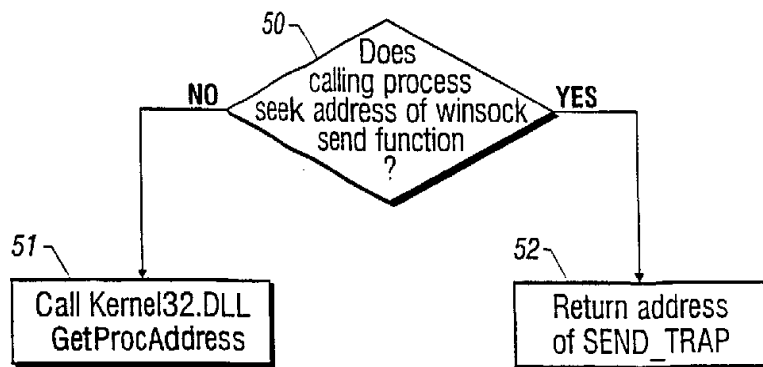 50
Does
calling process
seek address of winsock
send function
?
NO
YES
51
Call Kernel32.DLL
GetProcAddress
52
Return address
of SEND_TRAP